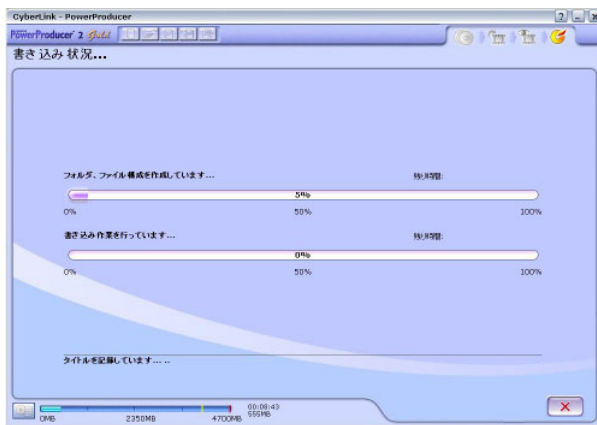 CyberLink - PowerProducer
PowerProducer 2 Gold
書き込み状況...
フォルダ、ファイル構成を作成しています... 残り時間:
5%
0% 50% 100%
書き込み作業を行っています... 残り時間:
0%
0% 50% 100%
タイトルを記録しています... ..
0MB 2350MB 4700MB
00:08:43
555MB